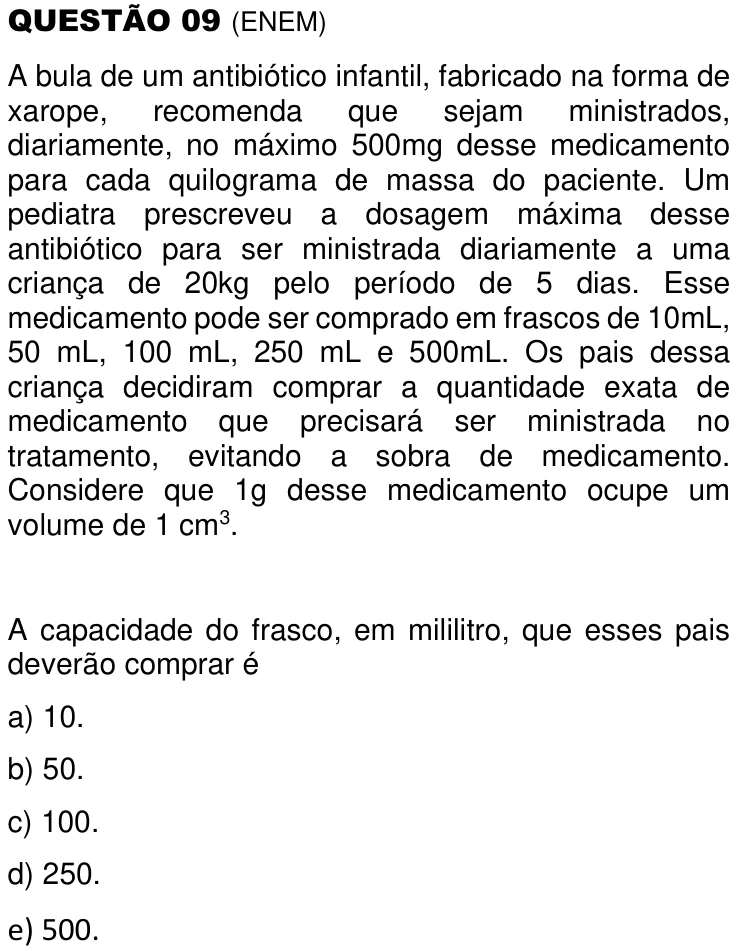 QUESTÃO 09 (ENEM)
A bula de um antibiótico infantil, fabricado na forma de
xarope, recomenda que sejam ministrados,
diariamente, no máximo 500mg desse medicamento
para cada quilograma de massa do paciente. Um
pediatra prescreveu a dosagem máxima desse
antibiótico para ser ministrada diariamente a uma
criança de 20kg pelo período de 5 dias. Esse
medicamento pode ser comprado em frascos de 10mL,
50 mL, 100 mL, 250 mL e 500mL. Os pais dessa
criança decidiram comprar a quantidade exata de
medicamento que precisará ser ministrada no
tratamento, evitando a sobra de medicamento.
Considere que 1g desse medicamento ocupe um
volume de 1 cm³.
A capacidade do frasco, em mililitro, que esses pais
deverão comprar é
a) 10.
b) 50.
c) 100.
d) 250.
e) 500.